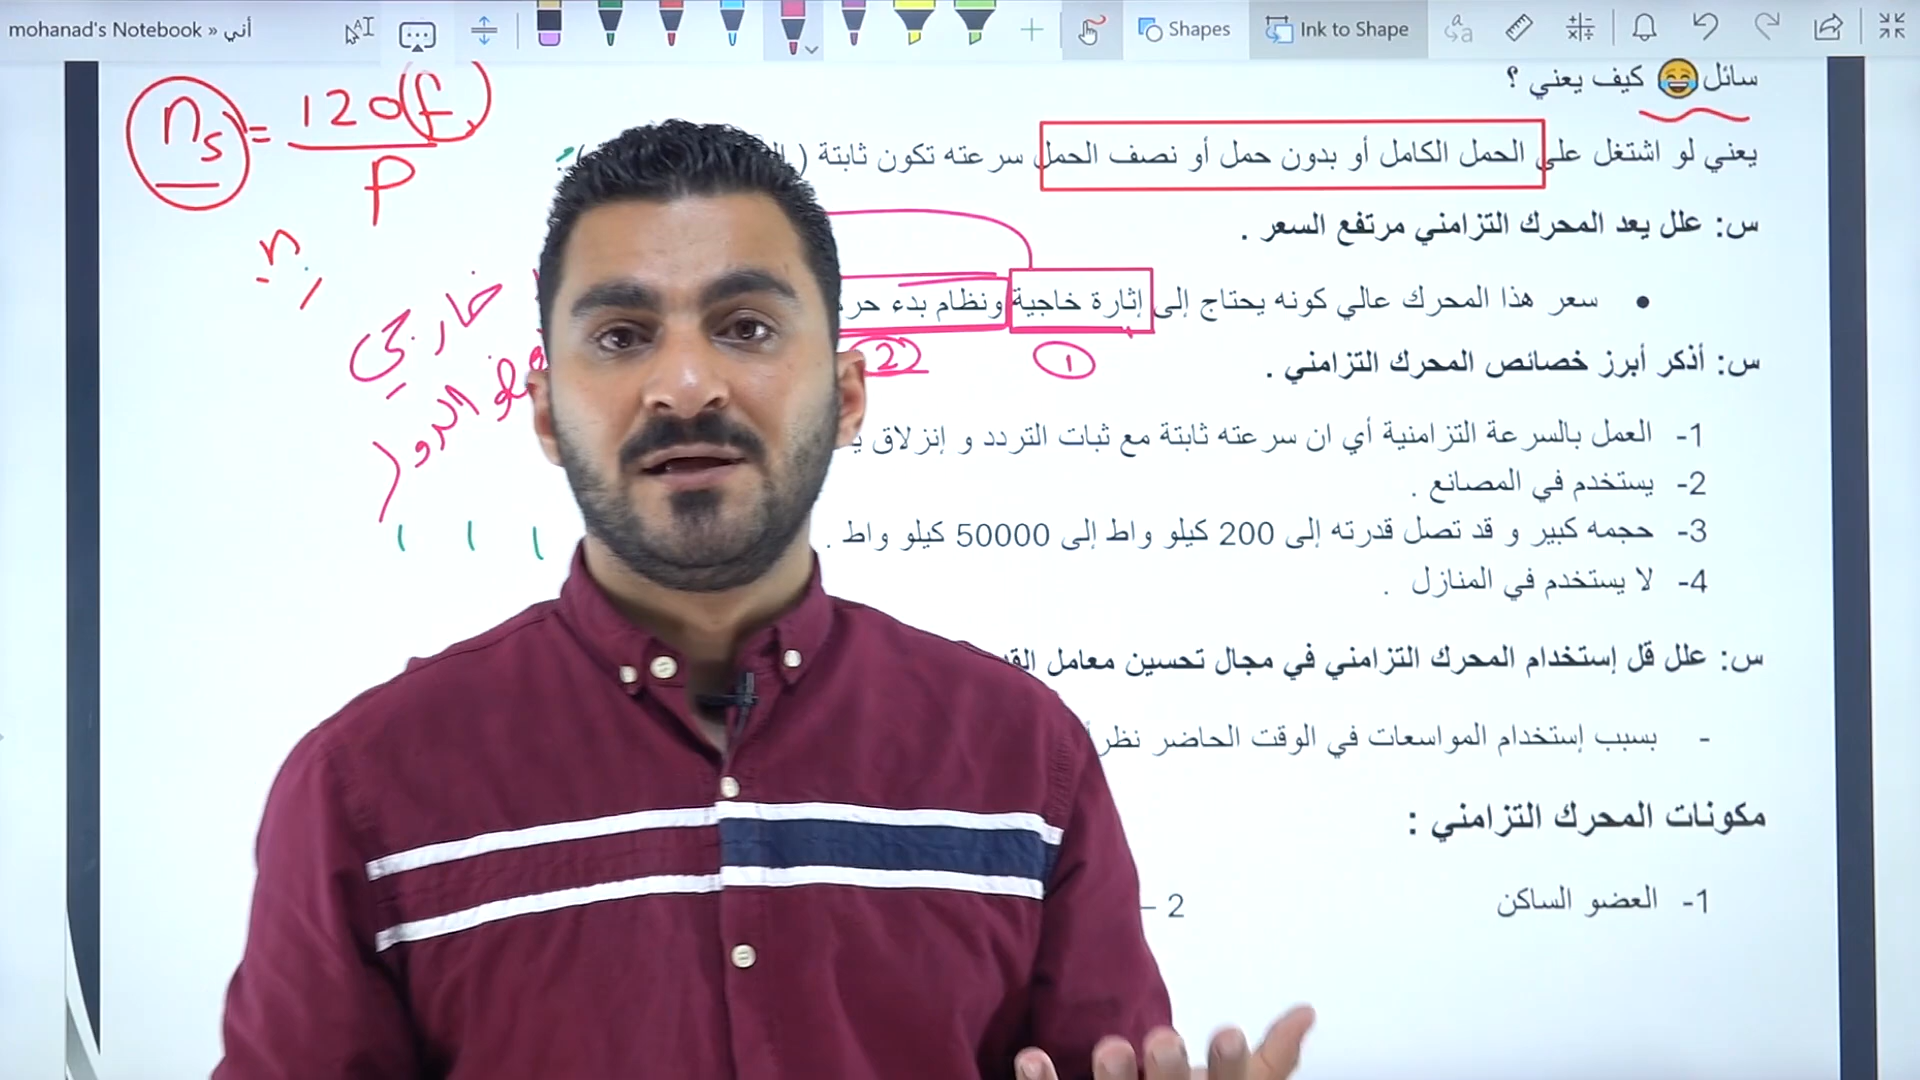 mohanad's Notebook » أني
Shapes
Ink to Shape
سائل😂 كيف يعني ؟
يعني لو اشتغل على الحمل الكامل أو بدون حمل أو نصف الحمل سرعته تكون ثابتة (
س: علل يعد المحرك التزامني مرتفع السعر .
• سعر هذا المحرك عالي كونه يحتاج إلى إثارة خاجية ونظام بدء
1 2
س: أذكر أبرز خصائص المحرك التزامني .
1- العمل بالسرعة التزامنية أي ان سرعته ثابتة مع ثبات التردد و إنزلاق
2- يستخدم في المصانع .
3- حجمه كبير و قد تصل قدرته إلى 200 كيلو واط إلى 50000 كيلو واط .
4- لا يستخدم في المنازل .
س: علل قل إستخدام المحرك التزامني في مجال تحسين معامل
- بسبب إستخدام المواسعات في الوقت الحاضر
مكونات المحرك التزامني :
1- العضو الساكن
2 –
ns = 120(f) / P
n
خارجي
الدوار